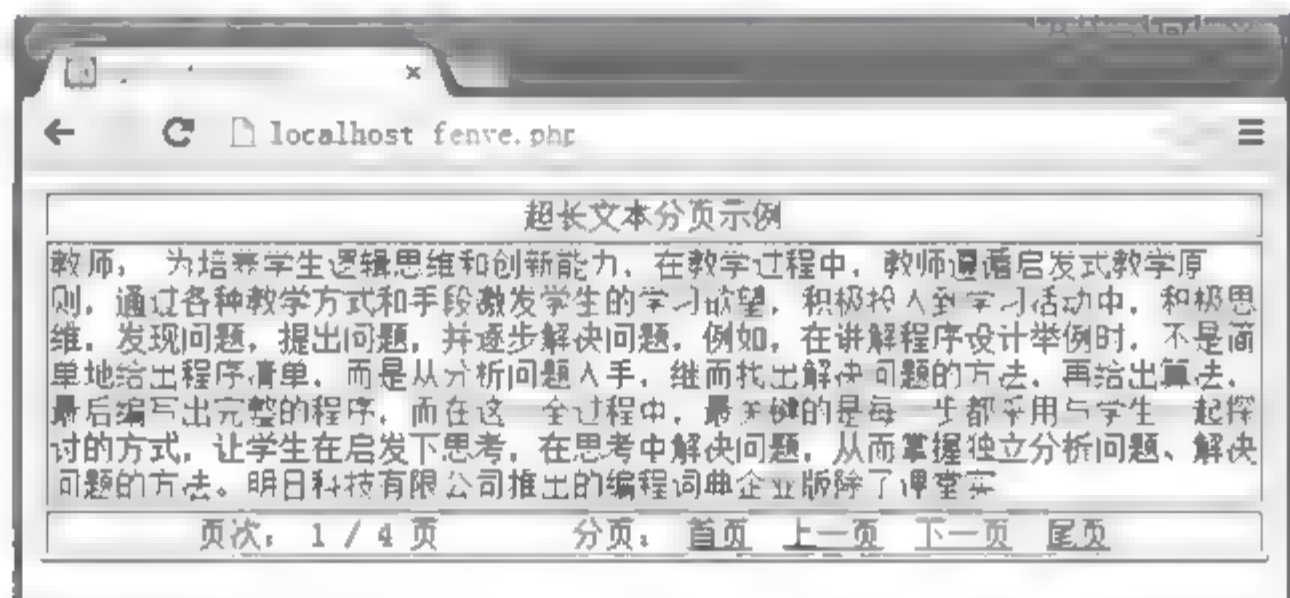 localhost fenye.php
超长文本分页示例
教师, 为培养学生逻辑思维和创新能力, 在教学过程中, 教师遵循启发式教学原
则, 通过各种教学方式和手段激发学生的学习欲望, 积极投入到学习活动中, 积极思
维, 发现问题, 提出问题, 并逐步解决问题, 例如, 在讲解程序设计举例时, 不是简
单地给出程序清单, 而是从分析问题入手, 继而找出解决问题的方法, 再给出算法,
最后编写出完整的程序, 而在这一全过程中, 最关键的是每一步都采用与学生一起探
讨的方式, 让学生在启发下思考, 在思考中解决问题, 从而掌握独立分析问题、解决
问题的方法。明日科技有限公司推出的编程词典企业版除了课堂实
页次: 1 / 4 页 分页: 首页 上一页 下一页 尾页